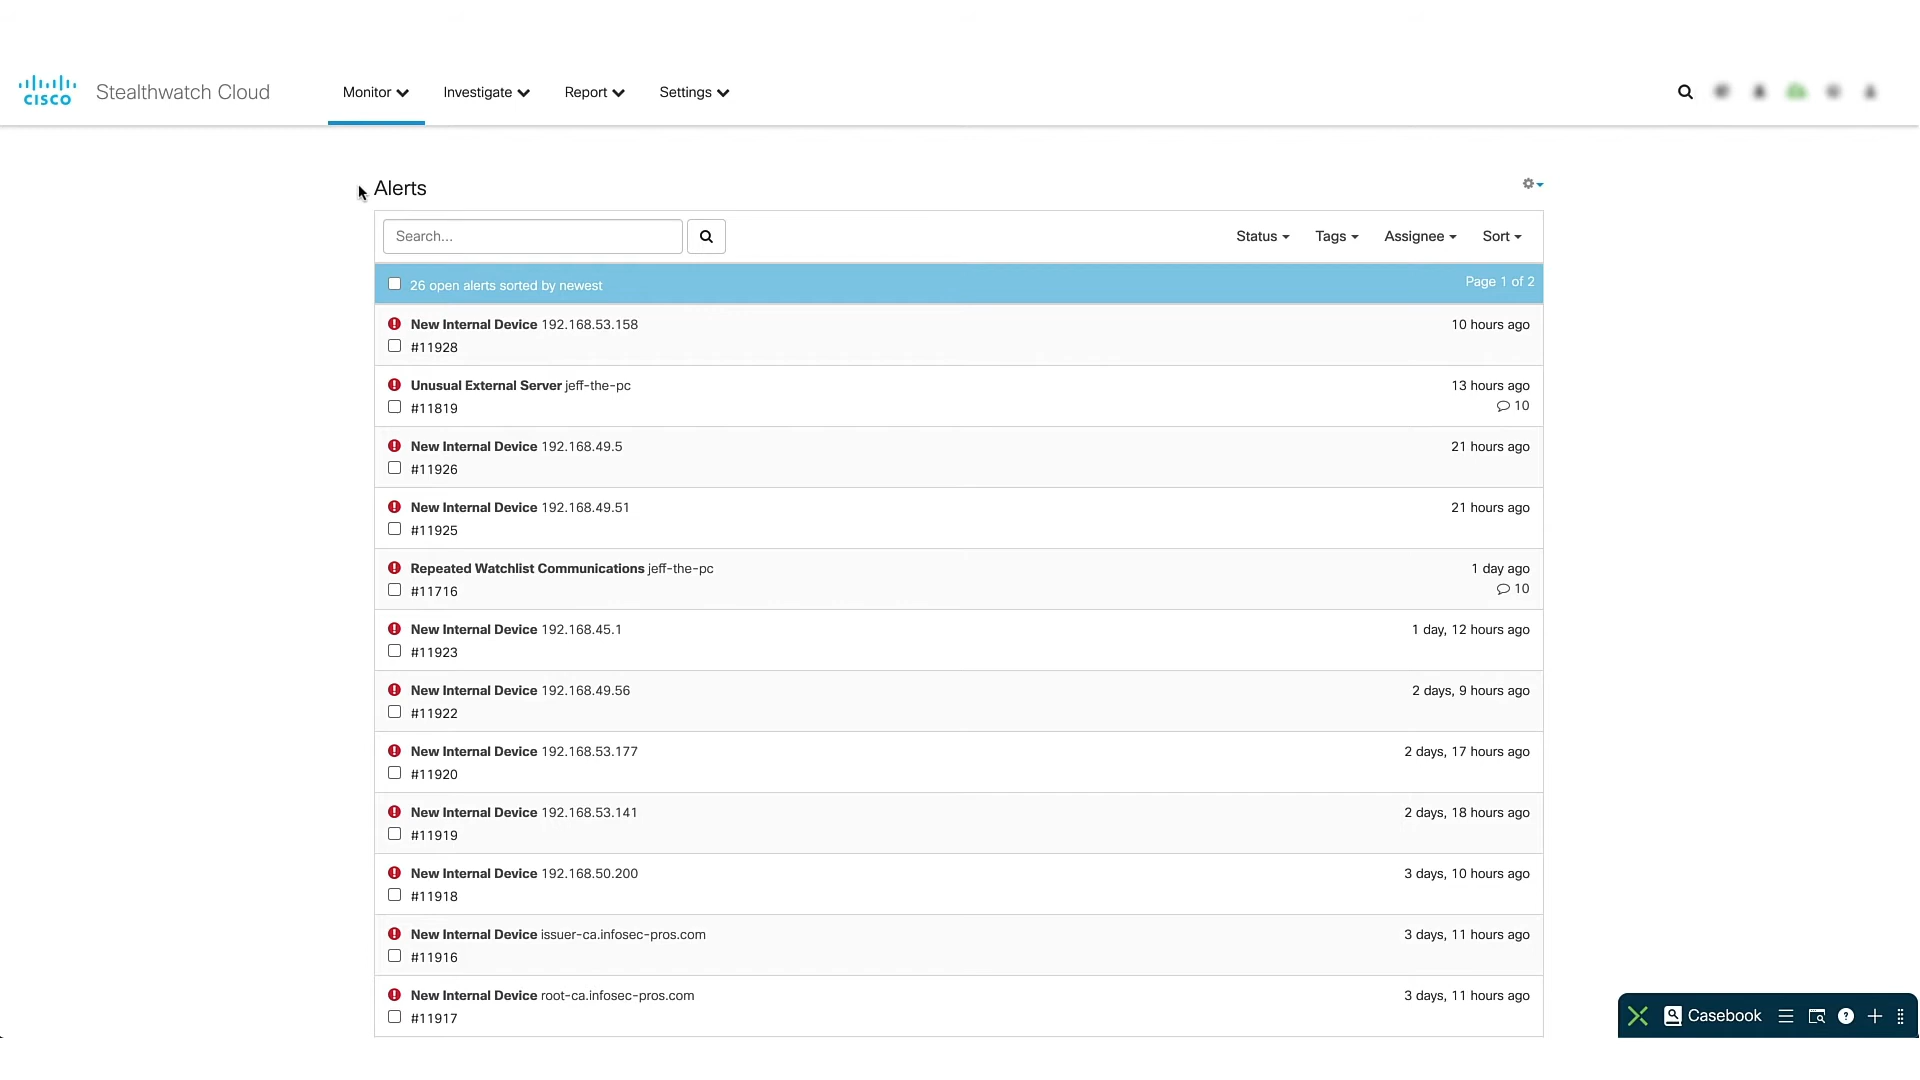 CISCO Stealthwatch Cloud Monitor Investigate Report Settings
Alerts
Search... Status Tags Assignee Sort
26 open alerts sorted by newest Page 1 of 2
New Internal Device 192.168.53.158 10 hours ago
#11928
Unusual External Server jeff-the-pc 13 hours ago
#11819 10
New Internal Device 192.168.49.5 21 hours ago
#11926
New Internal Device 192.168.49.51 21 hours ago
#11925
Repeated Watchlist Communications jeff-the-pc 1 day ago
#11716 10
New Internal Device 192.168.45.1 1 day, 12 hours ago
#11923
New Internal Device 192.168.49.56 2 days, 9 hours ago
#11922
New Internal Device 192.168.53.177 2 days, 17 hours ago
#11920
New Internal Device 192.168.53.141 2 days, 18 hours ago
#11919
New Internal Device 192.168.50.200 3 days, 10 hours ago
#11918
New Internal Device issuer-ca.infosec-pros.com 3 days, 11 hours ago
#11916
New Internal Device root-ca.infosec-pros.com 3 days, 11 hours ago
#11917
Casebook